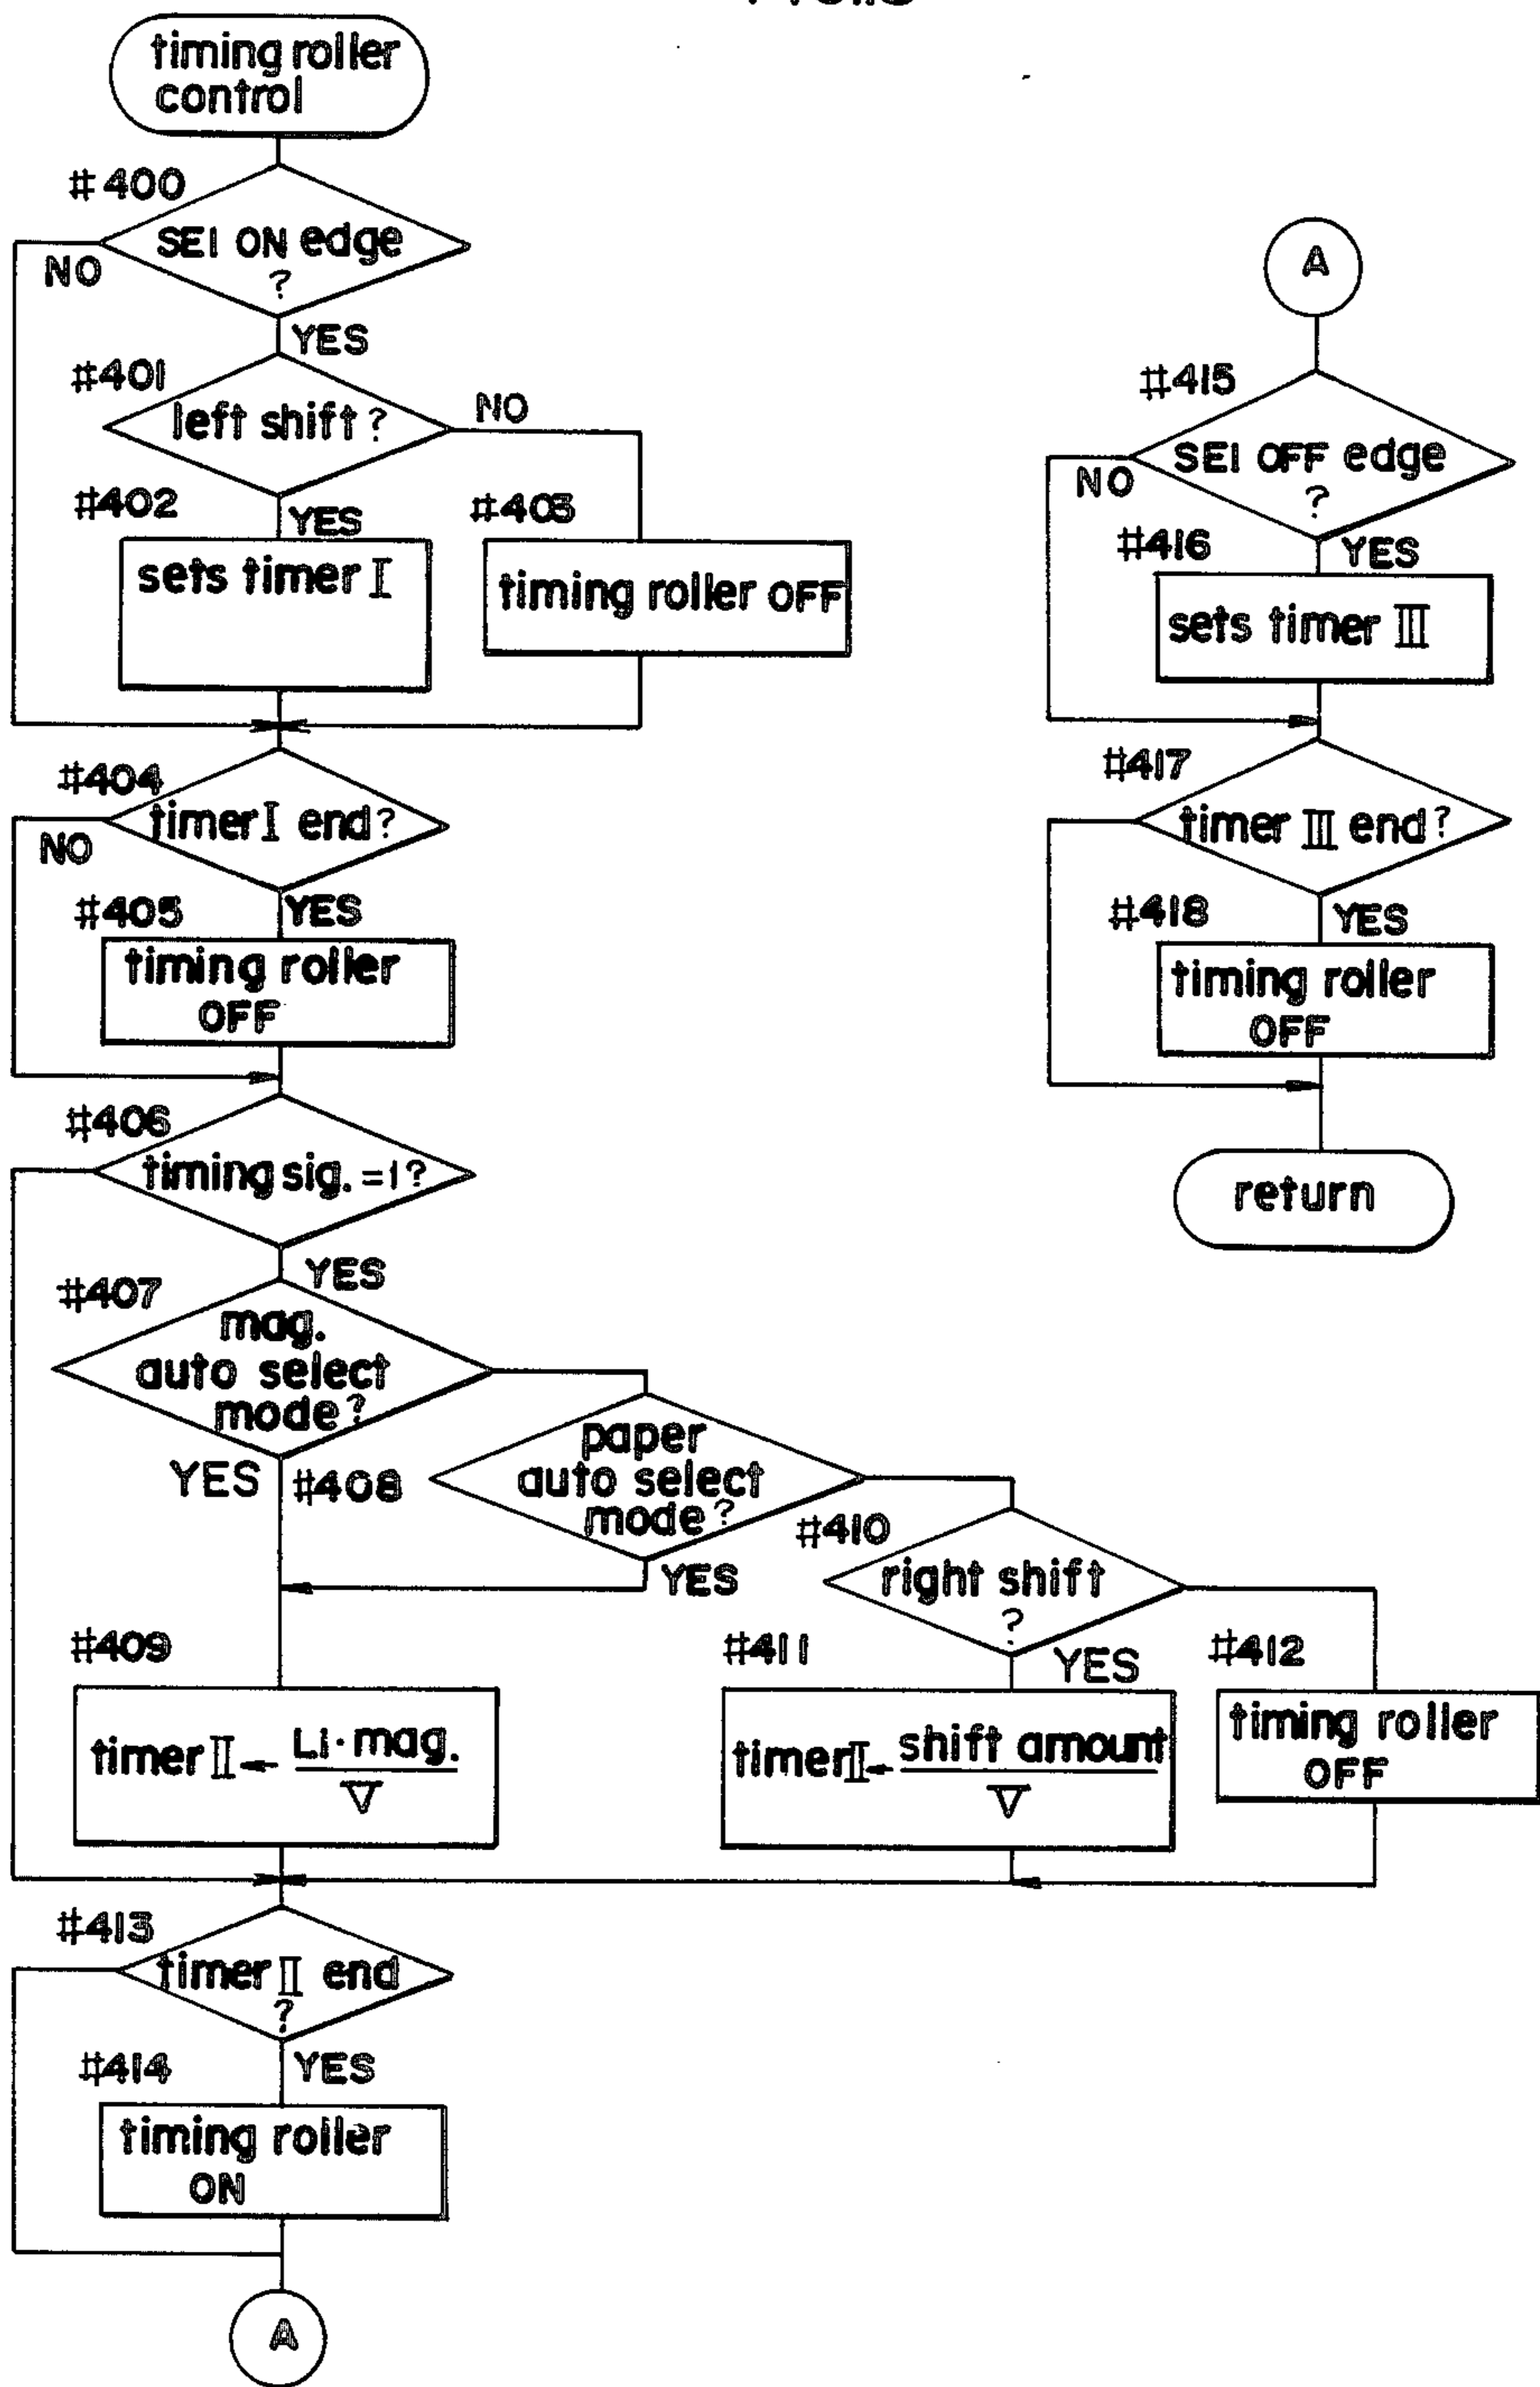 timing roller
control
#400
SEI ON edge
?
NO
YES
#401
left shift?
NO
#402
YES
#403
sets timer I
timing roller OFF
#404
timer I end?
NO
#405
YES
timing roller
OFF
#406
timing sig. =1?
YES
#407
mag.
auto select
mode?
YES
#408
paper
auto select
mode?
YES
#410
right shift
?
#409
#411
YES
#412
timer II ← Li·mag.
V
timer II ← shift amount
V
timing roller
OFF
#413
timer II end
?
#414
YES
timing roller
ON
A
A
#415
SEI OFF edge
?
NO
#416
YES
sets timer III
#417
timer III end?
#418
YES
timing roller
OFF
return